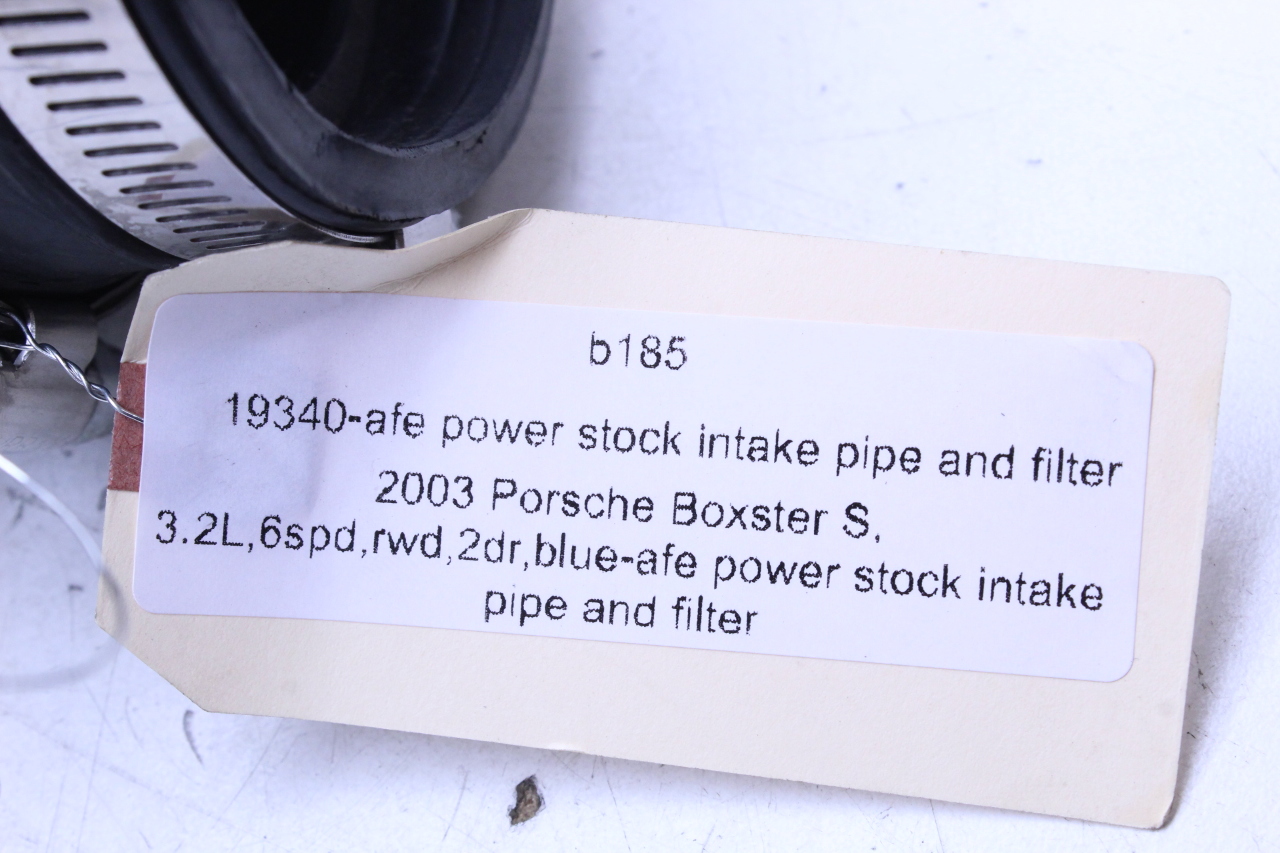 b185
19340-afe power stock intake pipe and filter
2003 Porsche Boxster S,
3.2L,6spd,rwd,2dr,blue-afe power stock intake
pipe and filter